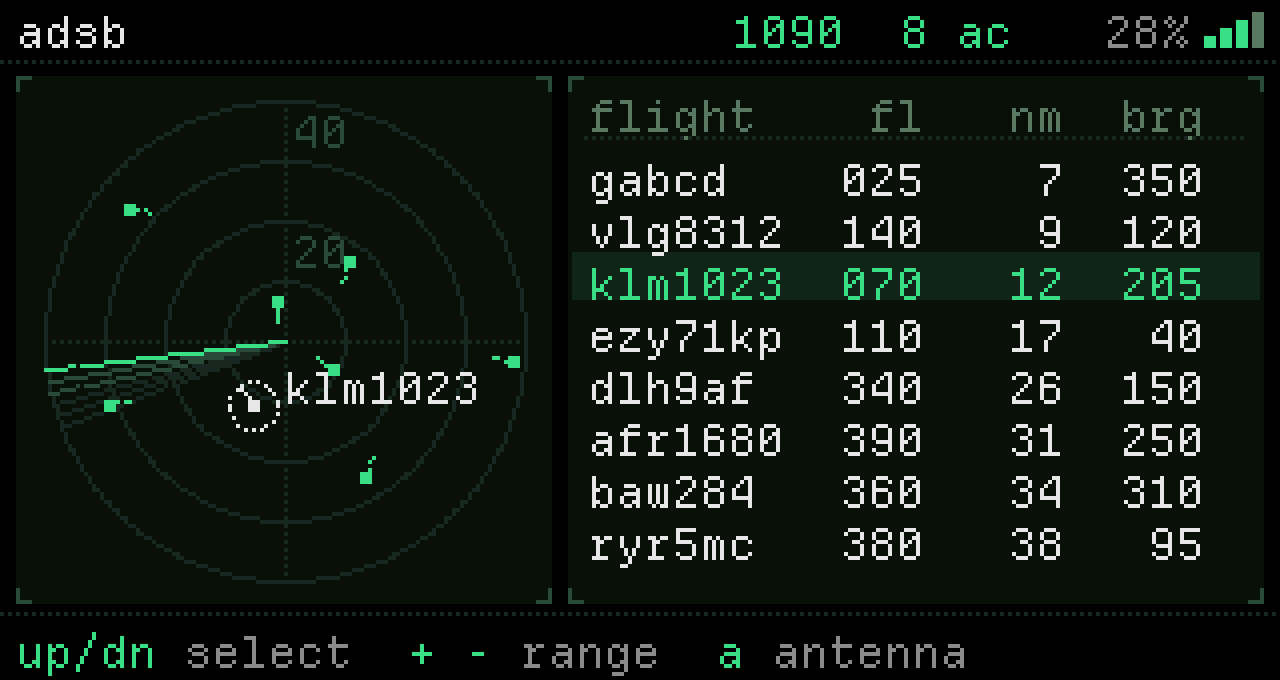 adsb 1090 8 ac 28%
40
20
klm1023
flight fl nm brg
gabcd 025 7 350
vlg8312 140 9 120
klm1023 070 12 205
ezy71kp 110 17 40
dlh9af 340 26 150
afr1680 390 31 250
baw284 360 34 310
ryr5mc 380 38 95
up/dn select + - range a antenna